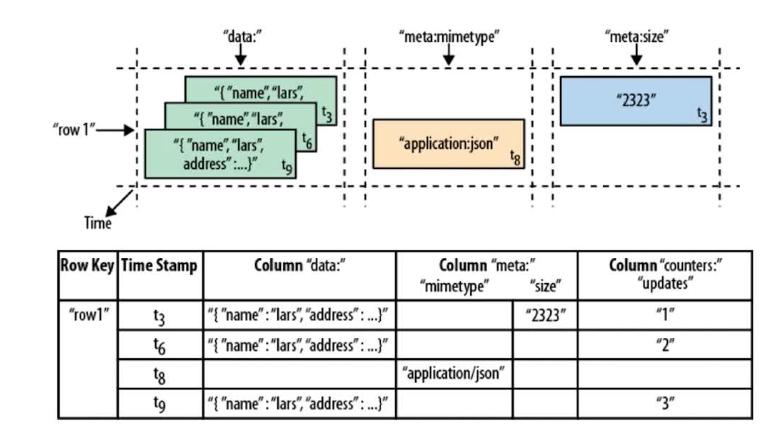 “data:” “meta:mimetype” “meta:size”
“{ “name”,“lars”,
t3
“{ “name”,“lars”,
t6
“{ “name”,“lars”,
address” :...}”
t9
“2323”
t3
“row 1”
“application:json”
t8
Time
Row Key Time Stamp Column “data:” Column “meta:” Column “counters:”
“mimetype” “size” “updates”
“row1” t3 “{ “name” : “lars”, “address” : ...}” “2323” “1”
t6 “{ “name” : “lars”, “address” : ...}” “2”
t8 “application/json”
t9 “{ “name” : “lars”, “address” : ...}” “3”